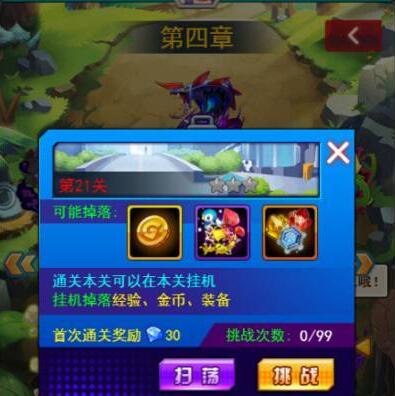 第四章
第21关
可能掉落:
通关本关可以在本关挂机
挂机掉落经验、金币、装备
首次通关奖励 30 挑战次数: 0/99
哦!
扫荡 挑战